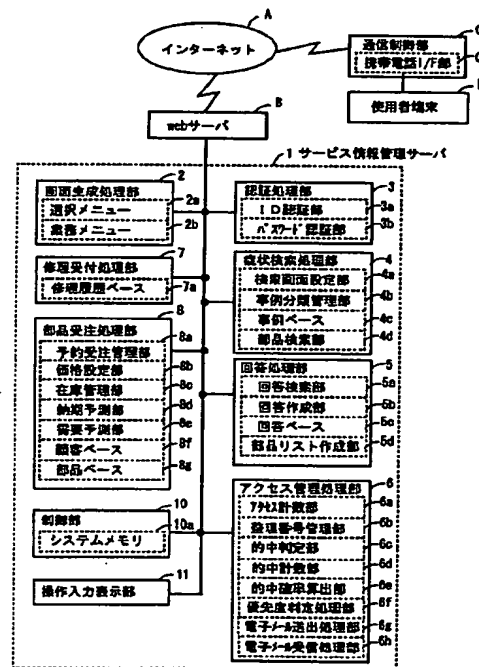 A
インターネット
C
通信制御部
携帯電話I/F部
使用者端末
B
webサーバ
1 サービス情報管理サーバ
2
画面生成処理部
選択メニュー
2a
業務メニュー
2b
3
認証処理部
ID認証部
3a
パスワード認証部
3b
7
修理受付処理部
修理履歴ベース
7a
4
症状検索処理部
検索画面設定部
4a
事例分類管理部
4b
事例ベース
4c
部品検索部
4d
8
部品受注処理部
予約受注管理部
8a
価格設定部
8b
在庫管理部
8c
納期予測部
8d
需要予測部
8e
顧客ベース
8f
部品ベース
8g
5
回答処理部
回答検索部
5a
回答作成部
5b
回答ベース
5c
部品リスト作成部
5d
10
制御部
システムメモリ
10a
11
操作入力表示部
6
アクセス管理処理部
アクセス計数部
6a
整理番号管理部
6b
的中判定部
6c
的中計数部
6d
的中確率算出部
6e
優先度判定処理部
6f
電子メール送出処理部
6g
電子メール受信処理部
6h